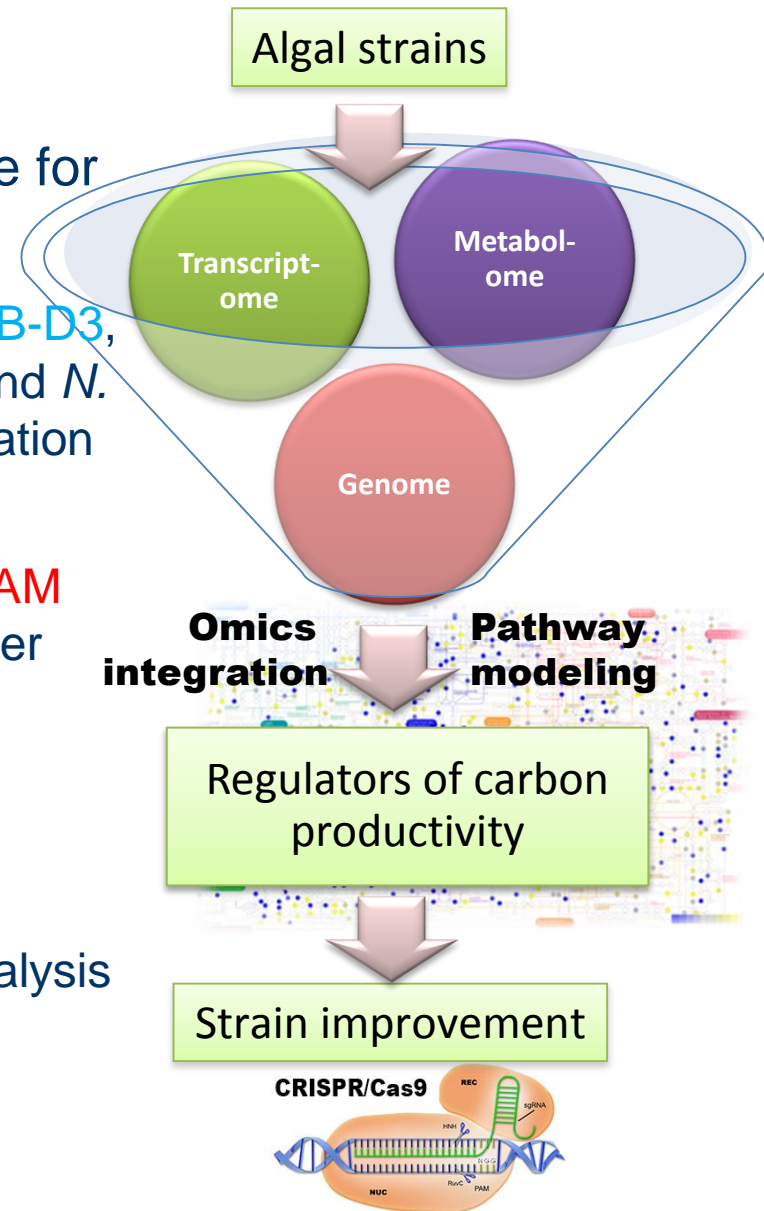 Algal strains
e for
Transcript-
ome
Metabol-
ome
B-D3,
nd N.
ation
Genome
AM
er
Omics
integration
Pathway
modeling
Regulators of carbon
productivity
alysis
Strain improvement
CRISPR/Cas9
REC
sgRNA
HNH
NGG
RuvC
PAM
NUC